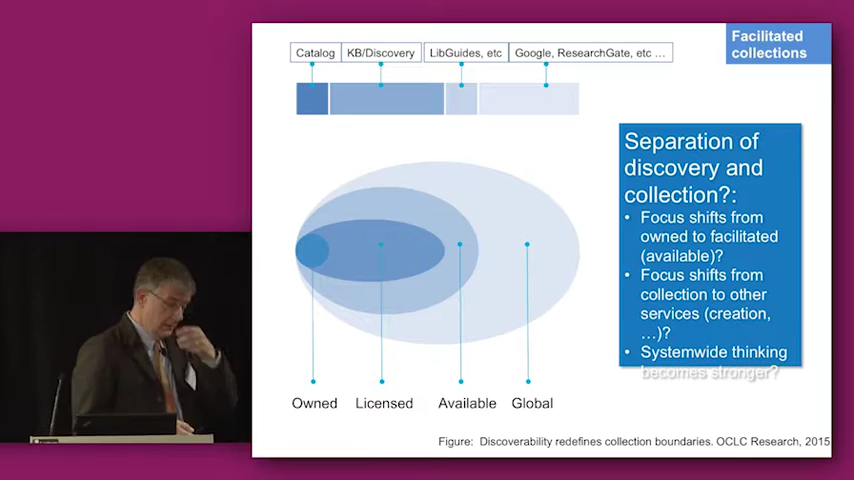 Facilitated
collections
Catalog
KB/Discovery
LibGuides, etc
Google, ResearchGate, etc ...
Separation of
discovery and
collection?:
• Focus shifts from
owned to facilitated
(available)?
• Focus shifts from
collection to other
services (creation,
...)?
• Systemwide thinking
becomes stronger?
Owned
Licensed
Available
Global
Figure: Discoverability redefines collection boundaries. OCLC Research, 2015